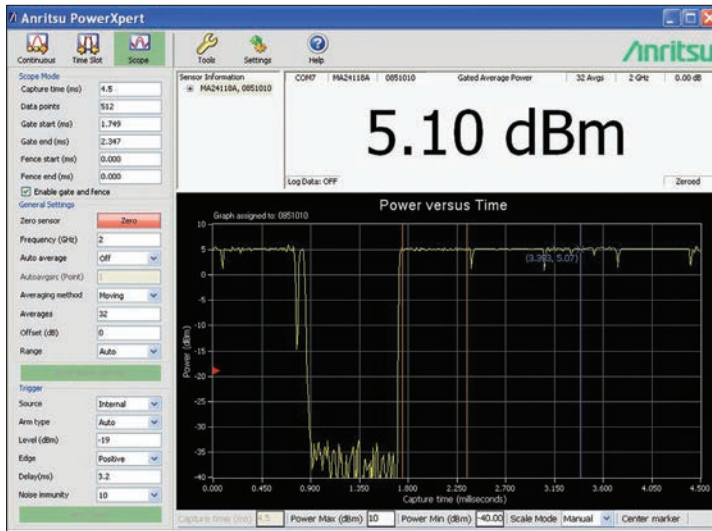 Anritsu PowerXpert
Continuous Time Slot Scope Tools Settings Help
Anritsu
Scope Mode
Capture time (ms) 4.5
Data points 512
Gate start (ms) 1.749
Gate end (ms) 2.347
Fence start (ms) 0.000
Fence end (ms) 0.000
Enable gate and fence
General Settings
Zero sensor Zero
Frequency (GHz) 2
Auto average Off
Autoavgsrc (Point) 1
Averaging method Moving
Averages 32
Offset (dB) 0
Range Auto
Trigger
Source Internal
Arm type Auto
Level (dBm) -19
Edge Positive
Delay(ms) 3.2
Noise immunity 10
Sensor Information
MA24118A, 0851010
COM7 MA24118A 0851010 Gated Average Power 32 Avgs 2 GHz 0.00 dB
5.10 dBm
Log Data: OFF Zeroed
Power versus Time
Graph assigned to: 0851010
Power (dBm)
10
5
0
-5
-10
-15
-20
-25
-30
-35
-40
(3.393, 5.07)
0.000 0.450 0.900 1.350 1.800 2.250 2.700 3.150 3.600 4.050 4.500
Capture time (miliseconds)
Capture time (ms) 4.5 Power Max (dBm) 10 Power Min (dBm) -40.00 Scale Mode Manual Center marker